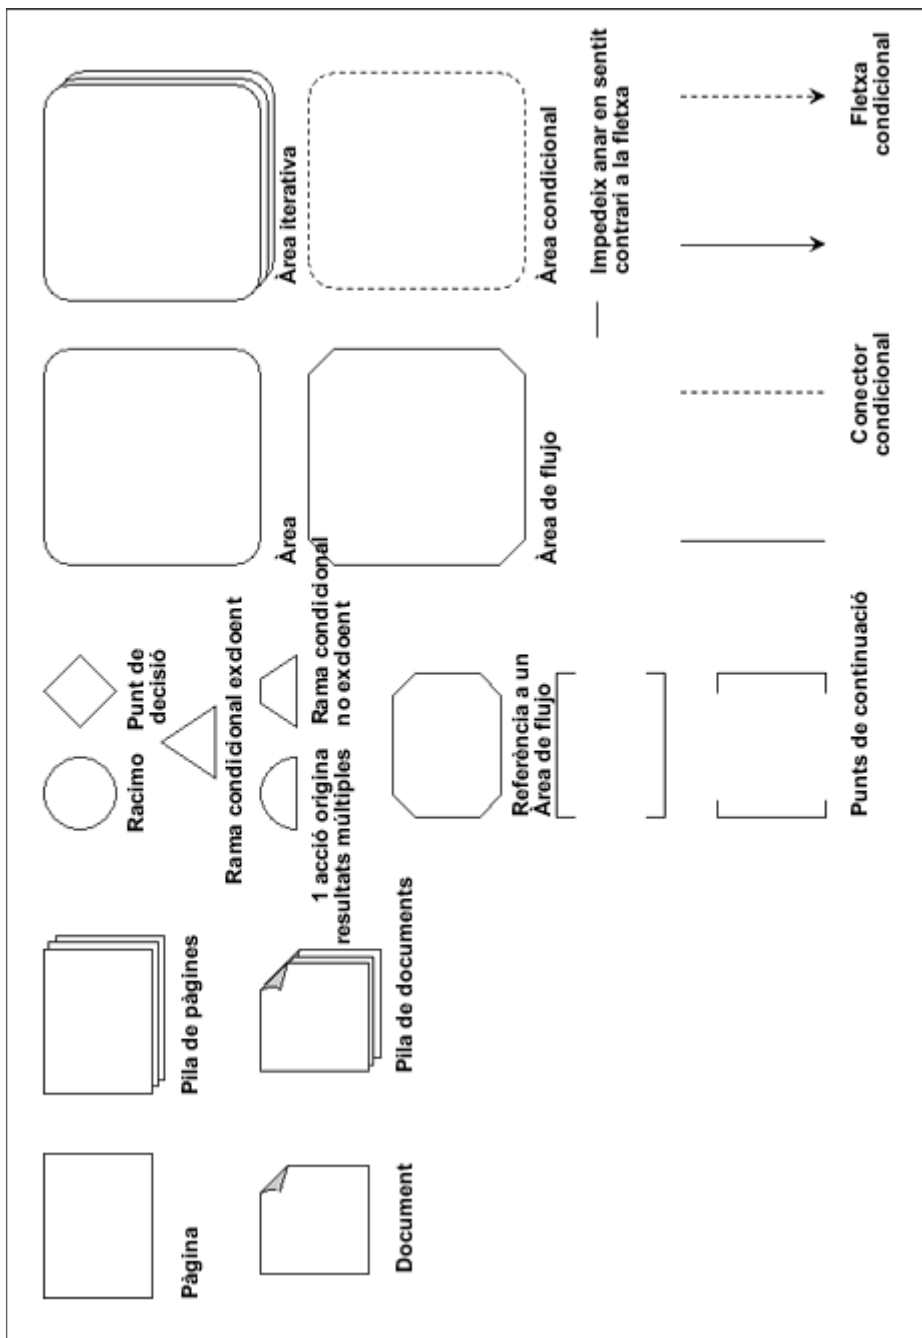 Pàgina
Pila de pàgines
Racimo
Punt de
decisió
Rama condicional excloent
Document
Pila de documents
1 acció origina
resultats múltiples
Rama condicional
no excloent
Àrea
Àrea iterativa
Àrea de flujo
Àrea condicional
Referència a un
Àrea de flujo
Impedeix anar en sentit
contrari a la fletxa
Punts de continuació
Conector
condicional
Fletxa
condicional